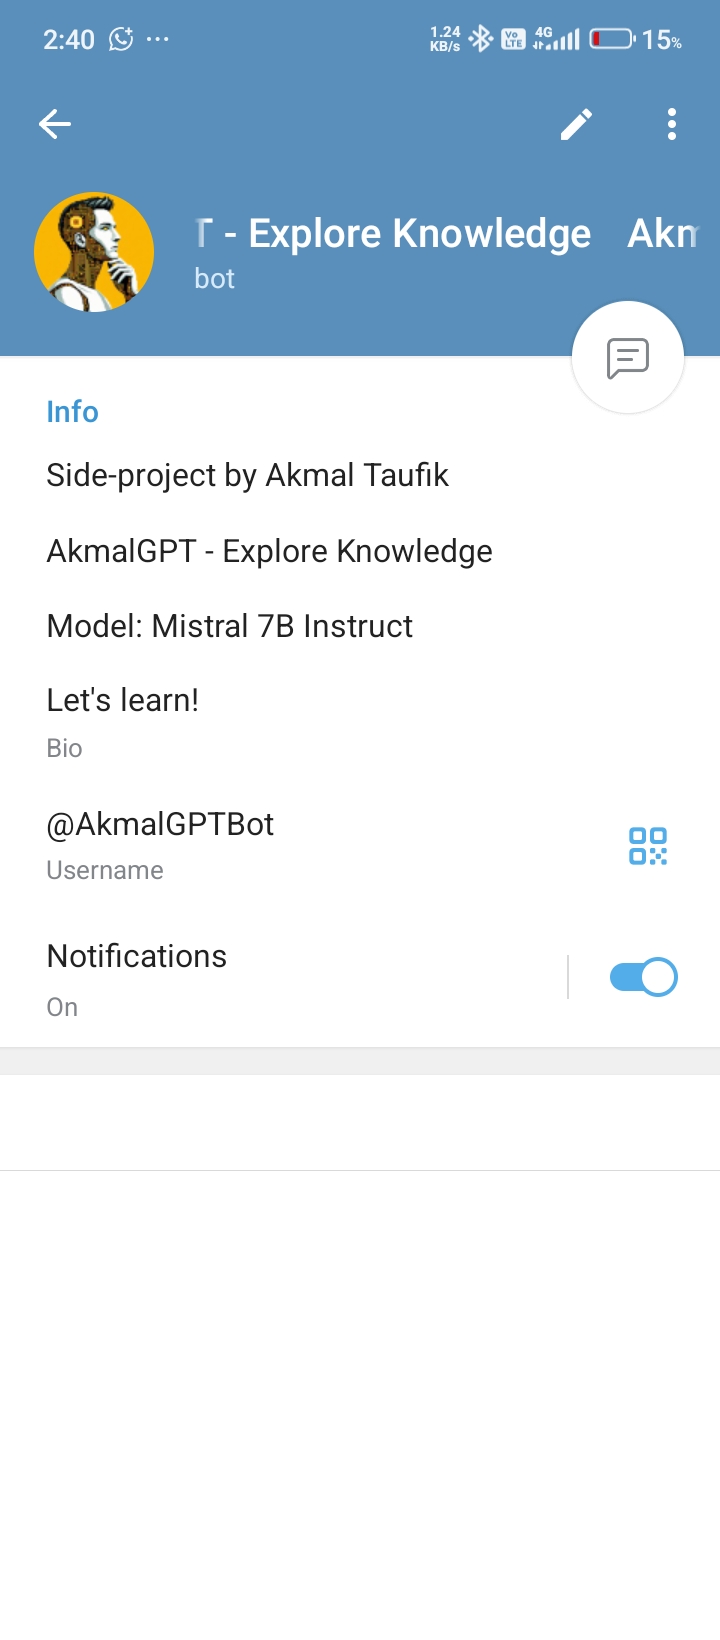 2:40 ... 1.24 KB/s Vo LTE 4G 15%
T - Explore Knowledge Akm
bot
Info
Side-project by Akmal Taufik
AkmalGPT - Explore Knowledge
Model: Mistral 7B Instruct
Let's learn!
Bio
@AkmalGPTBot
Username
Notifications
On